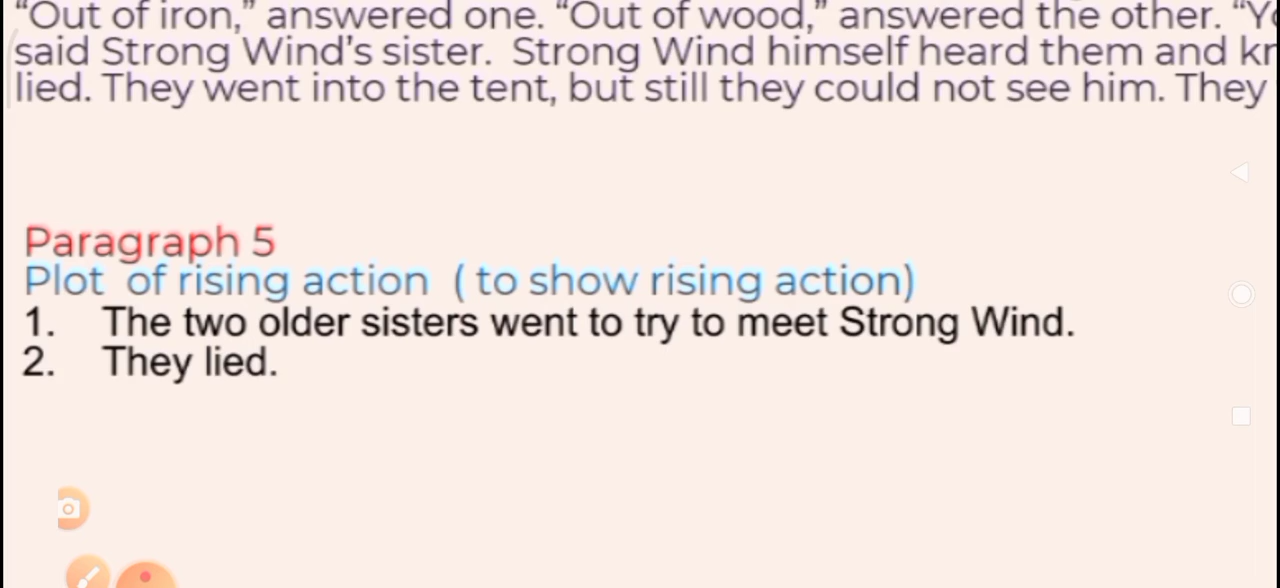 “Out of iron,” answered one. “Out of wood,” answered the other.
said Strong Wind’s sister.  Strong Wind himself heard them and
lied. They went into the tent, but still they could not see him. They
Paragraph 5
Plot  of rising action  ( to show rising action)
1. The two older sisters went to try to meet Strong Wind.
2. They lied.